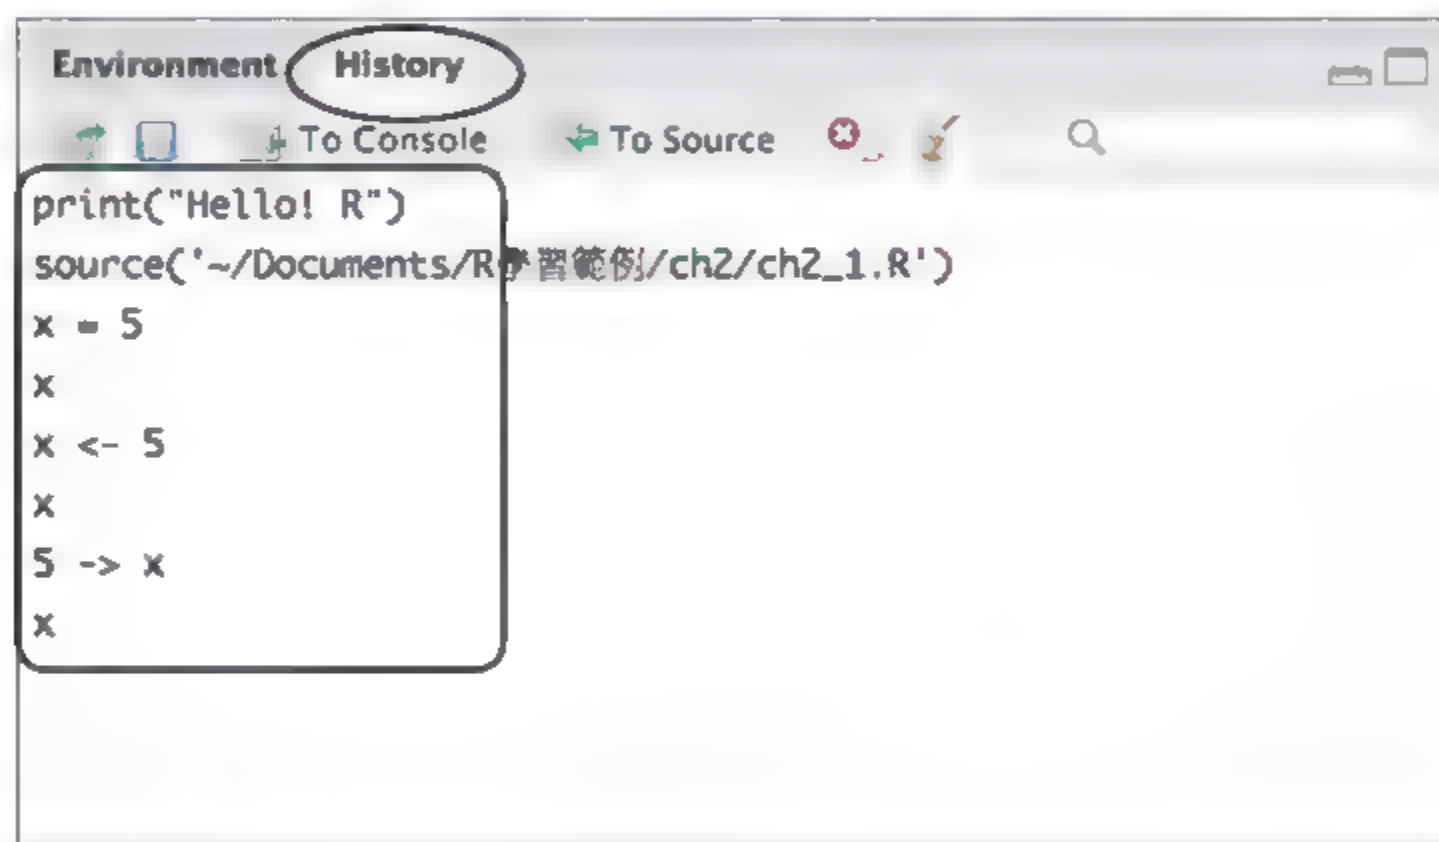 Environment History
To Console To Source
print("Hello! R")
source('~/Documents/R學習範例/ch2/ch2_1.R')
x = 5
x
x <- 5
x
5 -> x
x